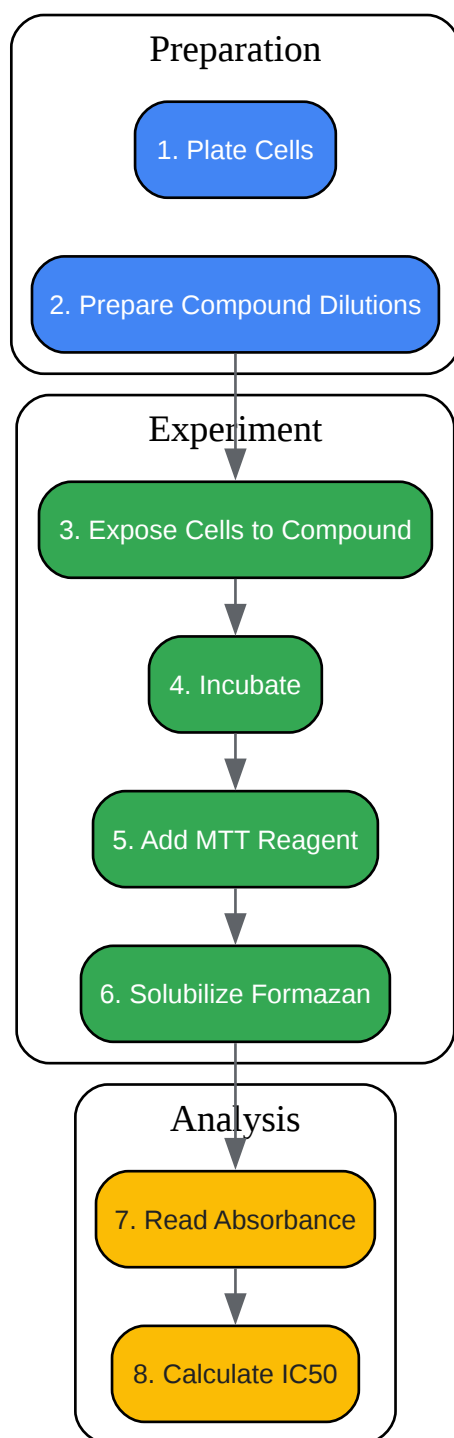 Preparation
1. Plate Cells
2. Prepare Compound Dilutions
Experiment
3. Expose Cells to Compound
4. Incubate
5. Add MTT Reagent
6. Solubilize Formazan
Analysis
7. Read Absorbance
8. Calculate IC50